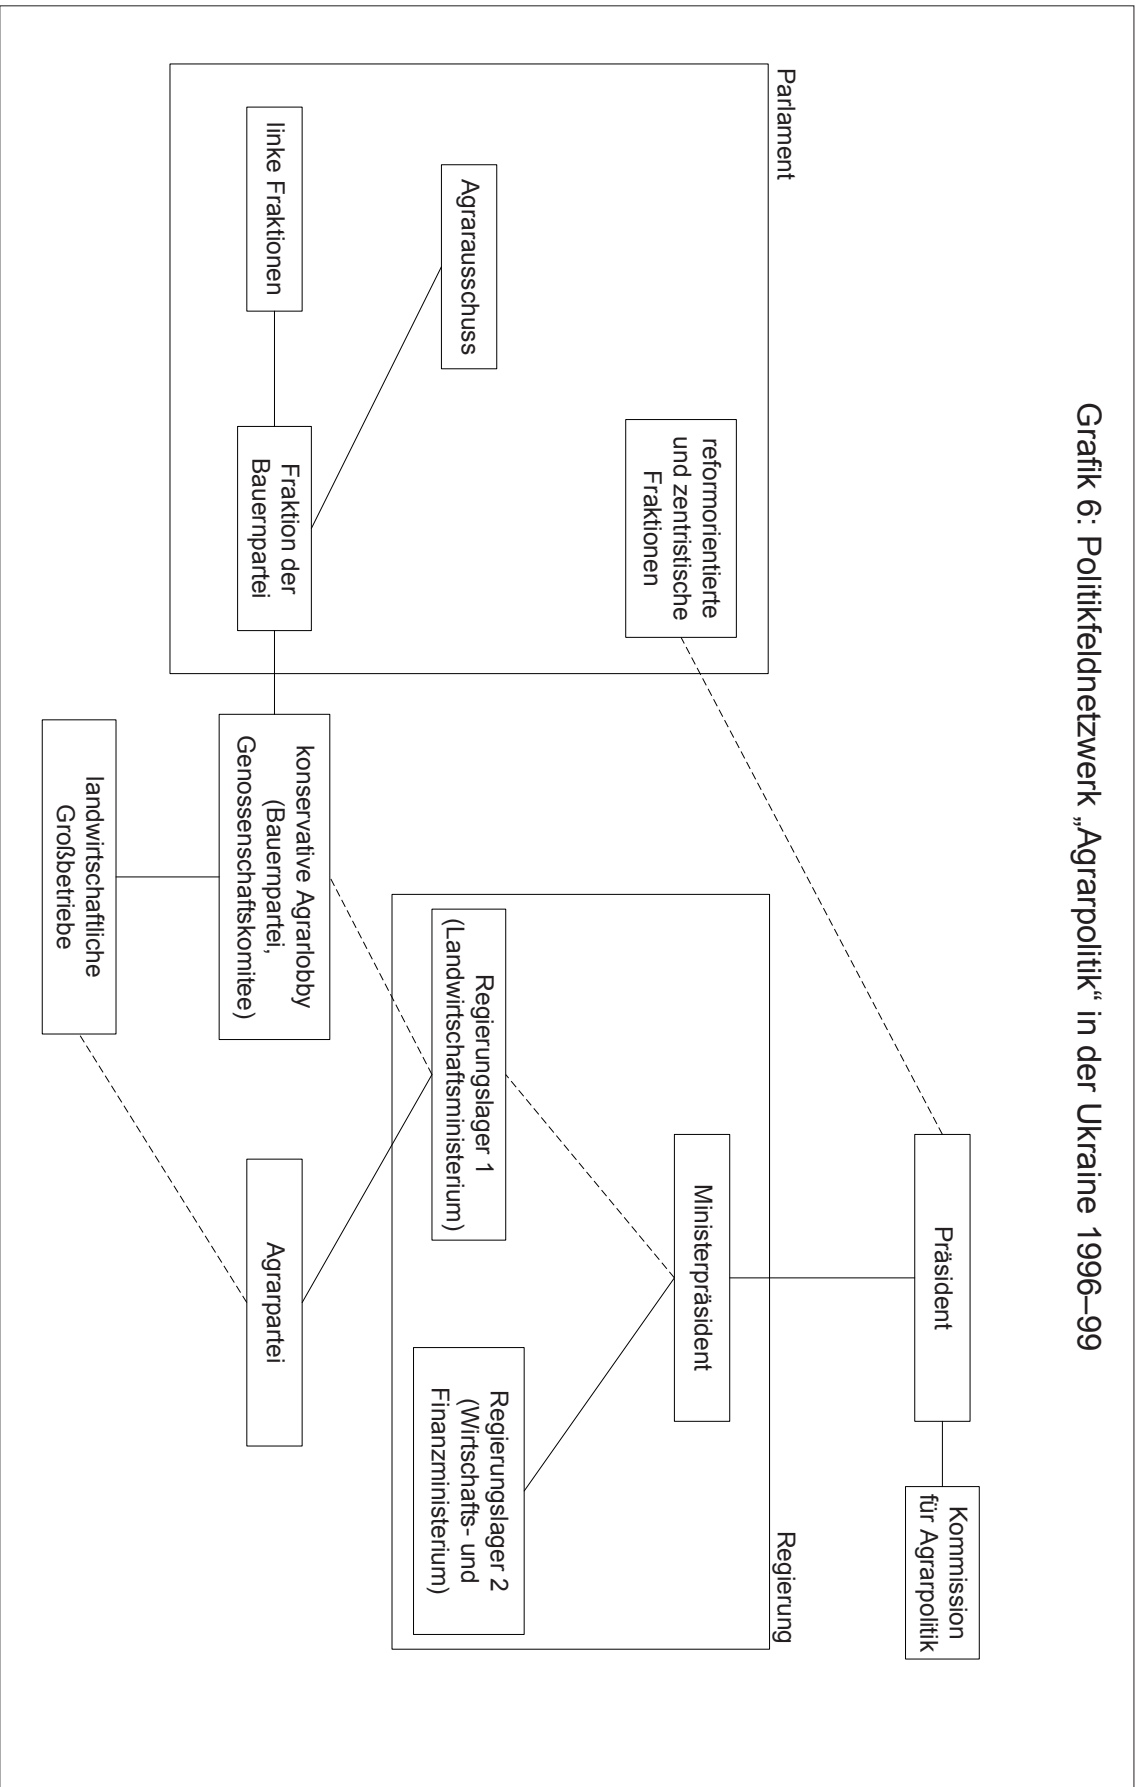 Grafik 6: Politikfeldnetzwerk „Agrarpolitik“ in der Ukraine 1996–99
Präsident
Kommission
für Agrarpolitik
Parlament
Regierung
reformorientierte
und zentristische
Fraktionen
Ministerpräsident
Agrarausschuss
Regierungslager 1
(Landwirtschaftsministerium)
Regierungslager 2
(Wirtschafts- und
Finanzministerium)
linke Fraktionen
Fraktion der
Bauernpartei
konservative Agrarlobby
(Bauernpartei,
Genossenschaftskomitee)
Agrarpartei
landwirtschaftliche
Großbetriebe